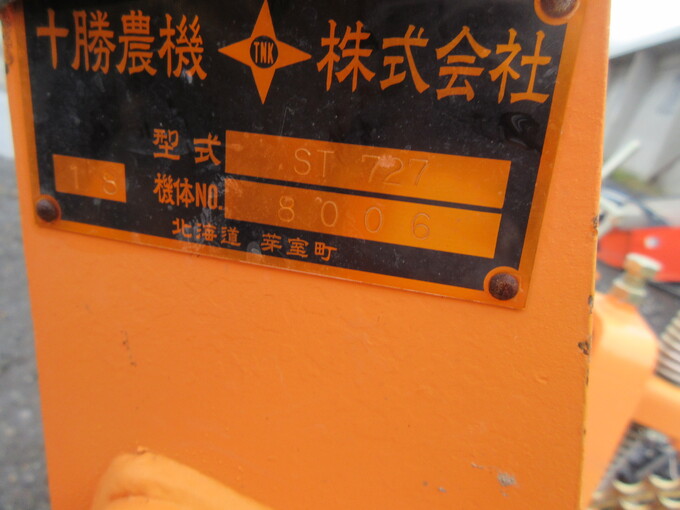 十勝農機 TNK 株式会社
型式 ST 727
1S
機体NO. 8006
北海道 芽室町